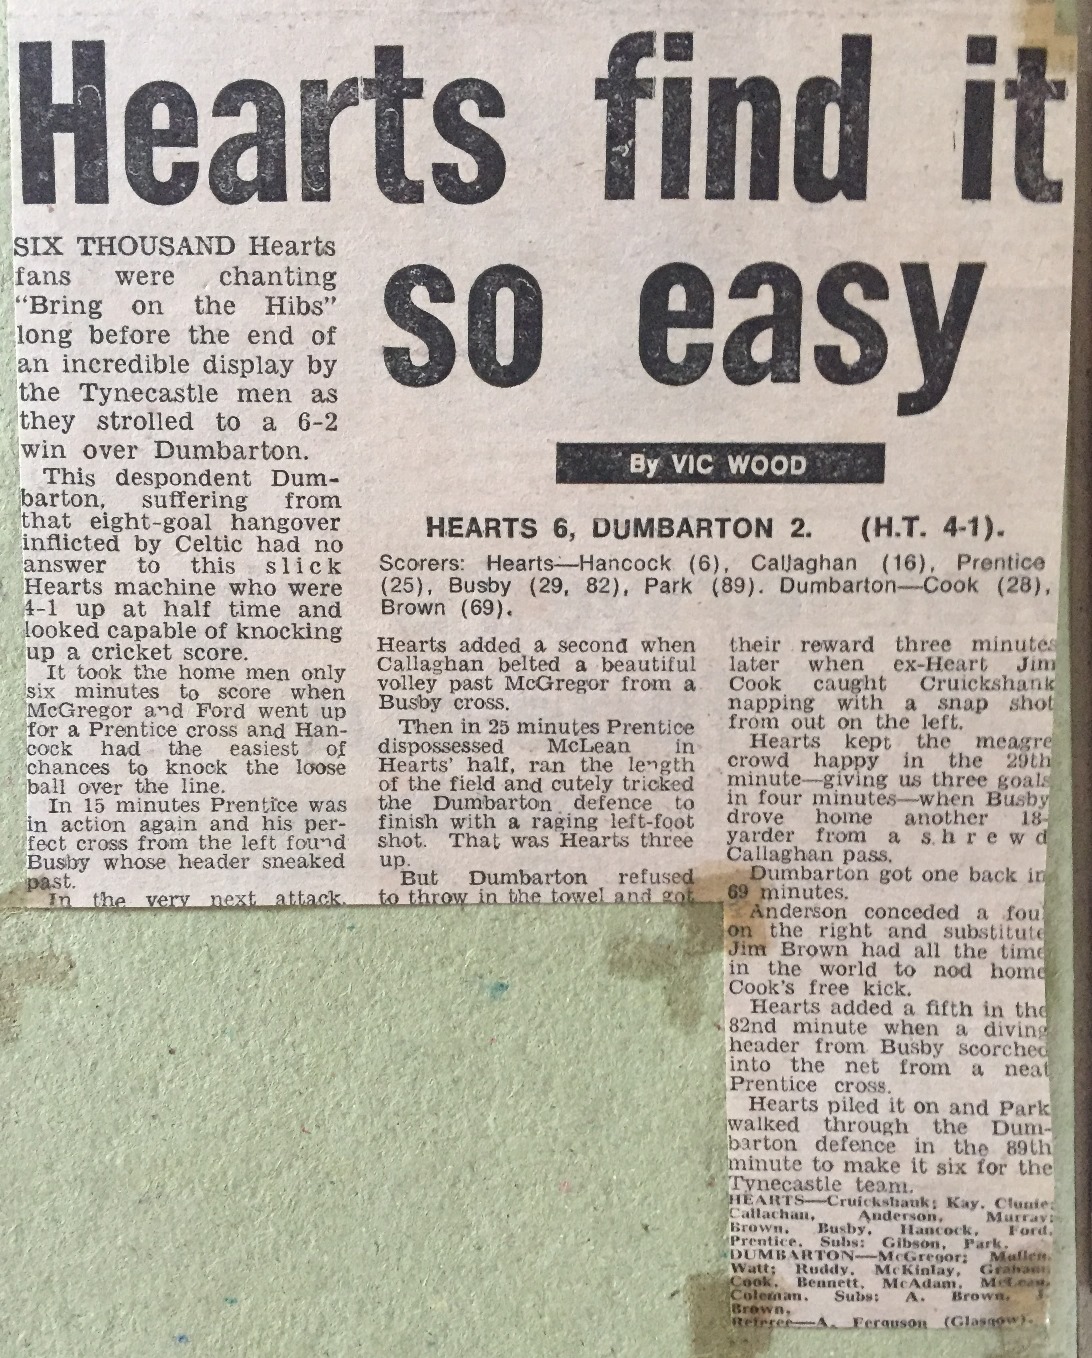 Hearts find it
so easy
By VIC WOOD
HEARTS 6, DUMBARTON 2. (H.T. 4-1).
Scorers: Hearts—Hancock (6), Callaghan (16), Prentice
(25), Busby (29, 82), Park (89). Dumbarton—Cook (28),
Brown (69).
SIX THOUSAND Hearts
fans were chanting
“Bring on the Hibs”
long before the end of
an incredible display by
the Tynecastle men as
they strolled to a 6-2
win over Dumbarton.
This despondent Dum-
barton, suffering from
that eight-goal hangover
inflicted by Celtic had no
answer to this slick
Hearts machine who were
4-1 up at half time and
looked capable of knocking
up a cricket score.
It took the home men only
six minutes to score when
McGregor and Ford went up
for a Prentice cross and Han-
cock had the easiest of
chances to knock the loose
ball over the line.
In 15 minutes Prentice was
in action again and his per-
fect cross from the left found
Busby whose header sneaked
past.
In the very next attack,
Hearts added a second when
Callaghan belted a beautiful
volley past McGregor from a
Busby cross.
Then in 25 minutes Prentice
dispossessed McLean in
Hearts' half, ran the length
of the field and cutely tricked
the Dumbarton defence to
finish with a raging left-foot
shot. That was Hearts three
up.
But Dumbarton refused
to throw in the towel and got
their reward three minutes
later when ex-Heart Jim
Cook caught Cruickshank
napping with a snap shot
from out on the left.
Hearts kept the meagre
crowd happy in the 29th
minute—giving us three goals
in four minutes—when Busby
drove home another 18-
yarder from a shrewd
Callaghan pass.
Dumbarton got one back in
69 minutes.
Anderson conceded a foul
on the right and substitute
Jim Brown had all the time
in the world to nod home
Cook's free kick.
Hearts added a fifth in the
82nd minute when a diving
header from Busby scorched
into the net from a neat
Prentice cross.
Hearts piled it on and Park
walked through the Dum-
barton defence in the 89th
minute to make it six for the
Tynecastle team.
HEARTS—Cruickshank; Kay, Clunie;
Callachan, Anderson, Murray;
Brown, Busby, Hancock, Ford,
Prentice. Subs: Gibson, Park.
DUMBARTON—McGregor; Mullen,
Watt; Ruddy, McKinlay, Graham;
Cook, Bennett, McAdam, McLean,
Coleman. Subs: A. Brown, J.
Brown.
Referee—A. Ferguson (Glasgow).